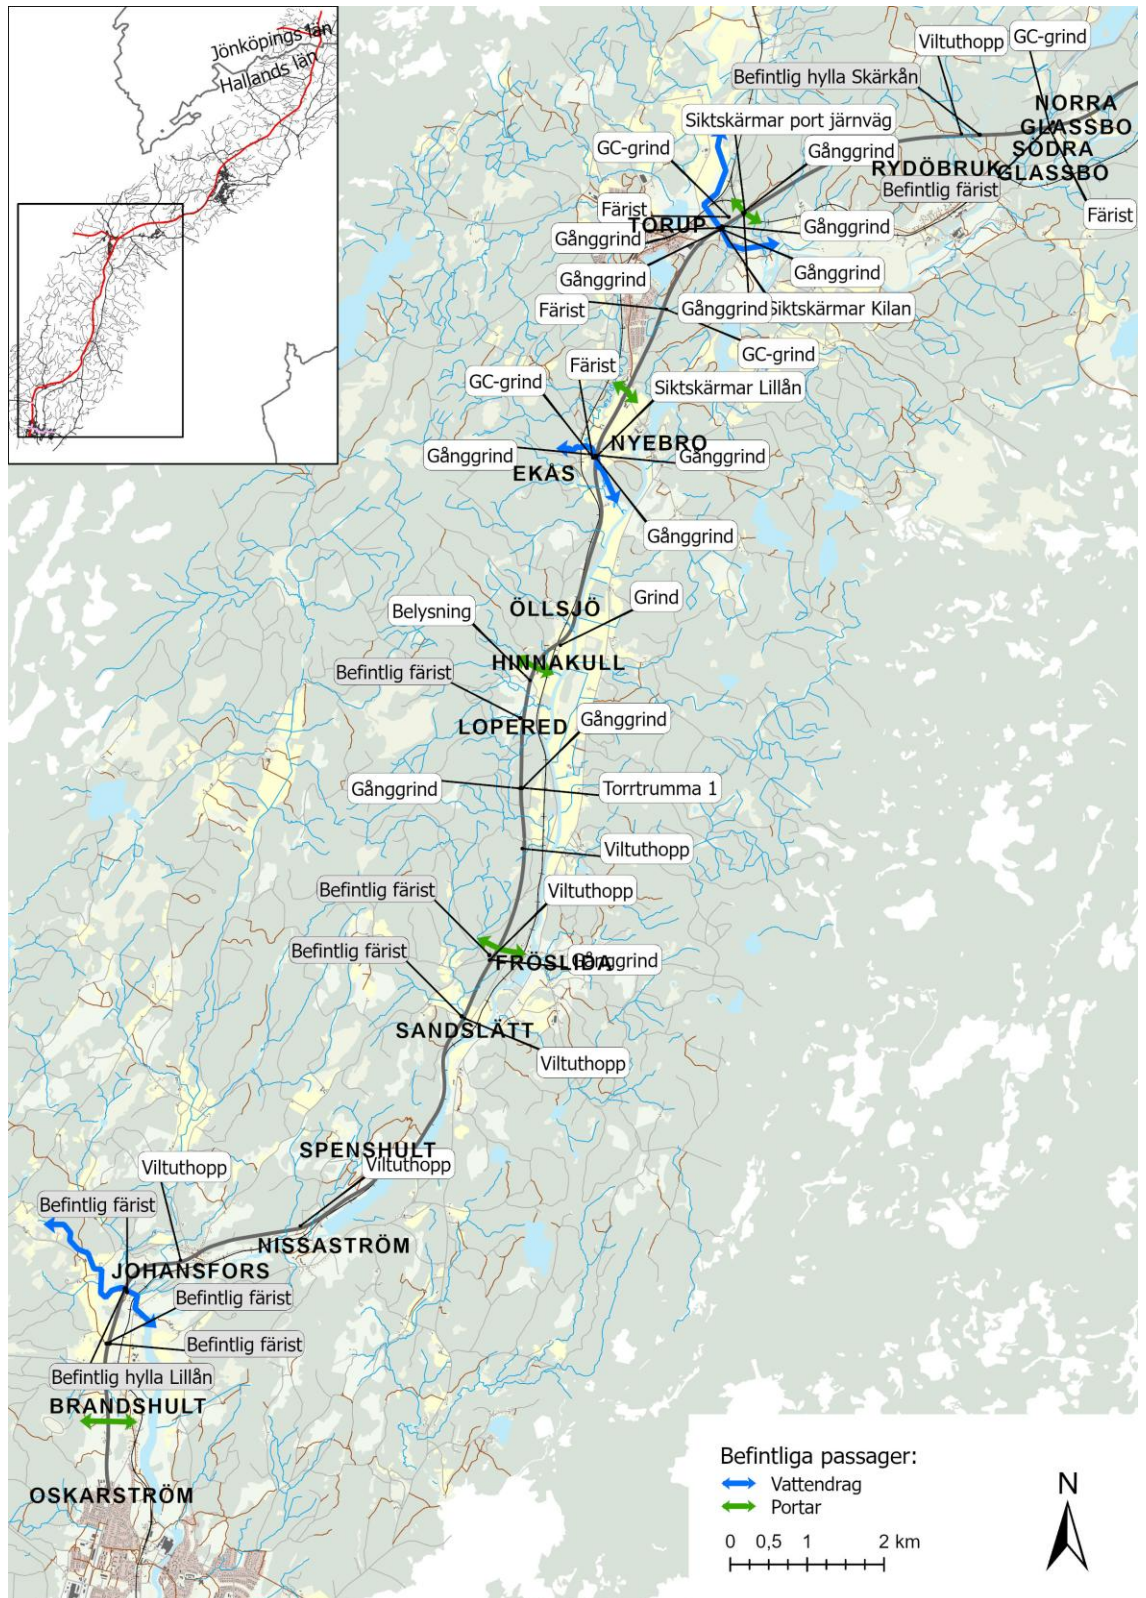 Jönköpings län
Hallands län
Viltuthopp
GC-grind
Befintlig hylla Skärkån
NORRA
GLASSBO
SÖDRA
GLASSBO
Siktskärmar port järnväg
GC-grind
Gånggrind
RYDÖBRUK
Befintlig färist
Färist
Färist
TORUP
Gånggrind
Gånggrind
Gånggrind
Gånggrind
Färist
Gånggrind
Siktskärmar Kilan
GC-grind
Färist
GC-grind
Siktskärmar Lillån
NYEBRO
Gånggrind
Gånggrind
EKÅS
Gånggrind
Belysning
ÖLLSJÖ
Grind
HINNAKULL
Befintlig färist
LOPERED
Gånggrind
Gånggrind
Torrtrumma 1
Viltuthopp
Befintlig färist
Viltuthopp
Befintlig färist
FRÖSLIDA
Gånggrind
SANDSLÄTT
Viltuthopp
SPENSHULT
Viltuthopp
Viltuthopp
Befintlig färist
NISSASTRÖM
JOHANSFORS
Befintlig färist
Befintlig färist
Befintlig hylla Lillån
BRANDSHULT
OSKARSTRÖM
Befintliga passager:
Vattendrag
Portar
0 0,5 1 2 km
N